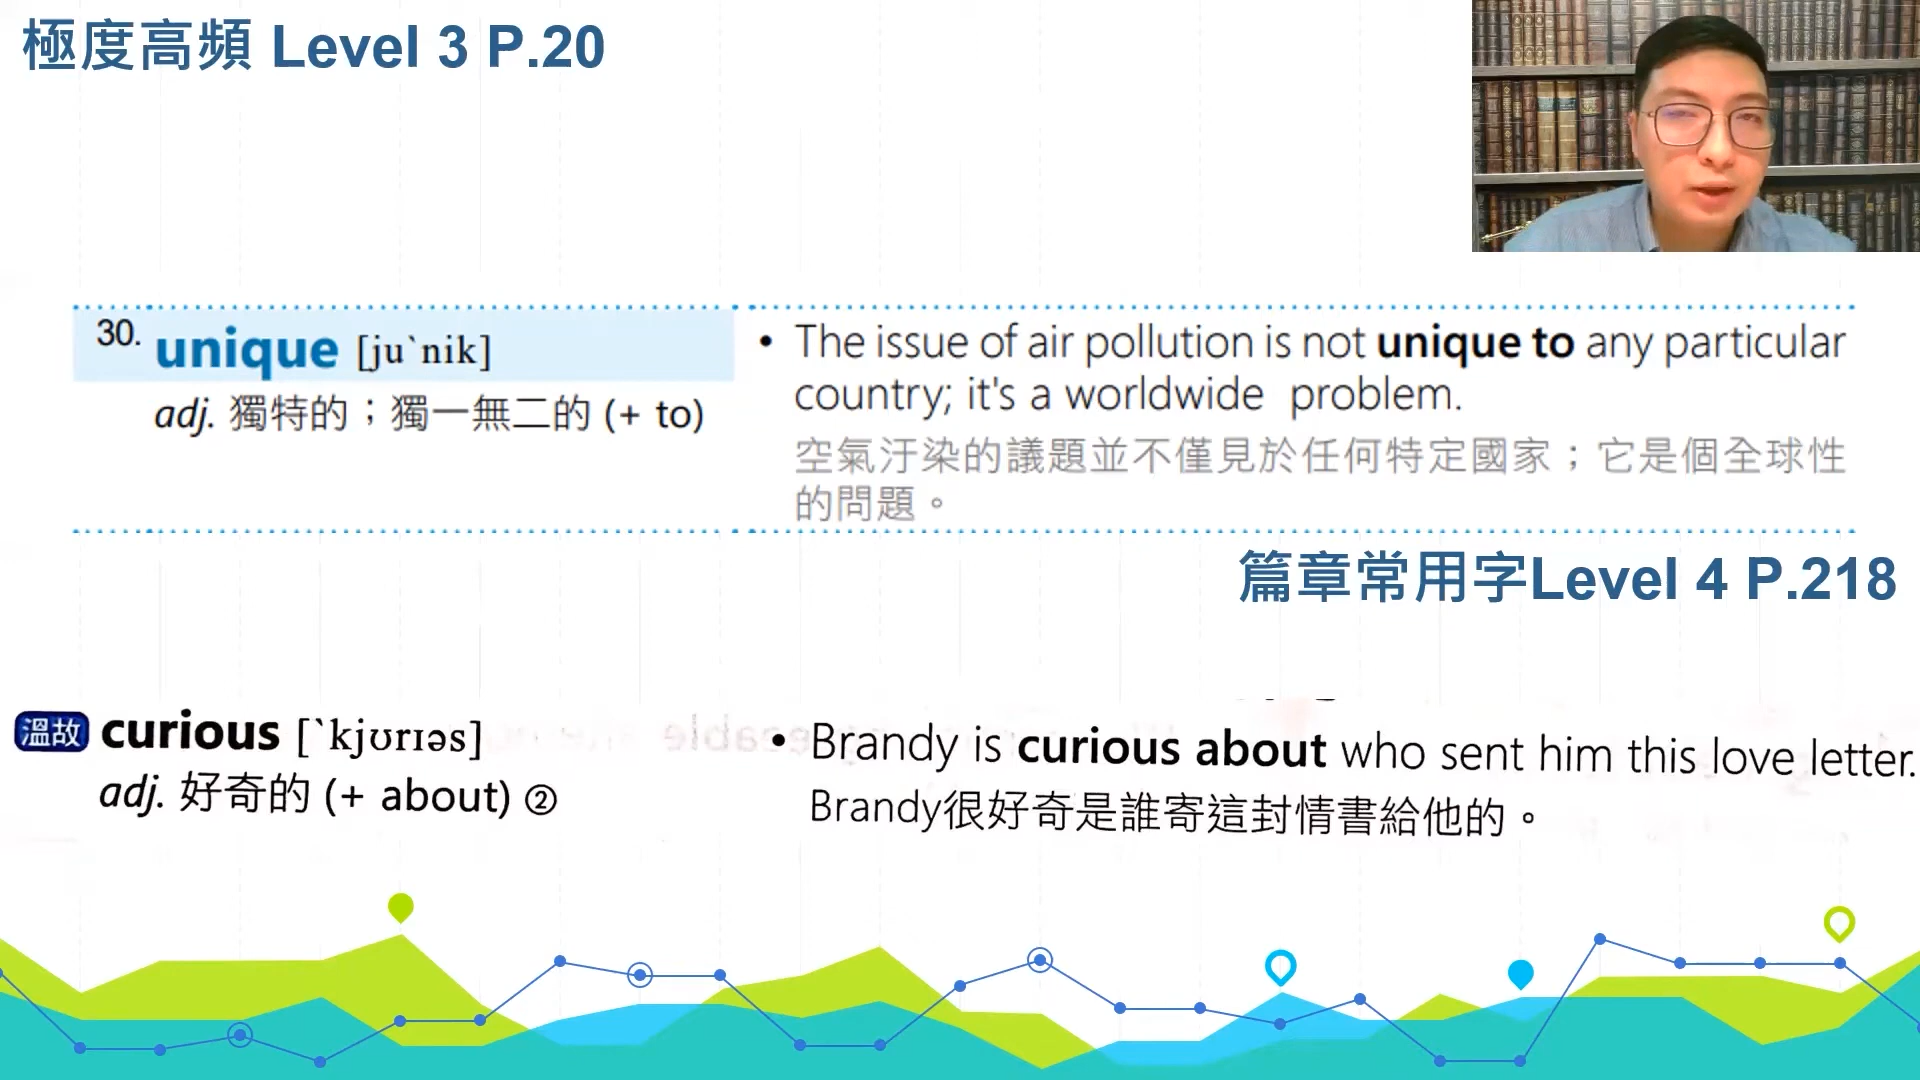 極度高頻 Level 3 P.20
30. unique [ju`nik]
adj. 獨特的；獨一無二的 (+ to)
• The issue of air pollution is not unique to any particular
country; it's a worldwide problem.
空氣汙染的議題並不僅見於任何特定國家；它是個全球性
的問題。
篇章常用字Level 4 P.218
溫故 curious [`kjʊrɪəs]
adj. 好奇的 (+ about) ②
• Brandy is curious about who sent him this love letter.
Brandy很好奇是誰寄這封情書給他的。